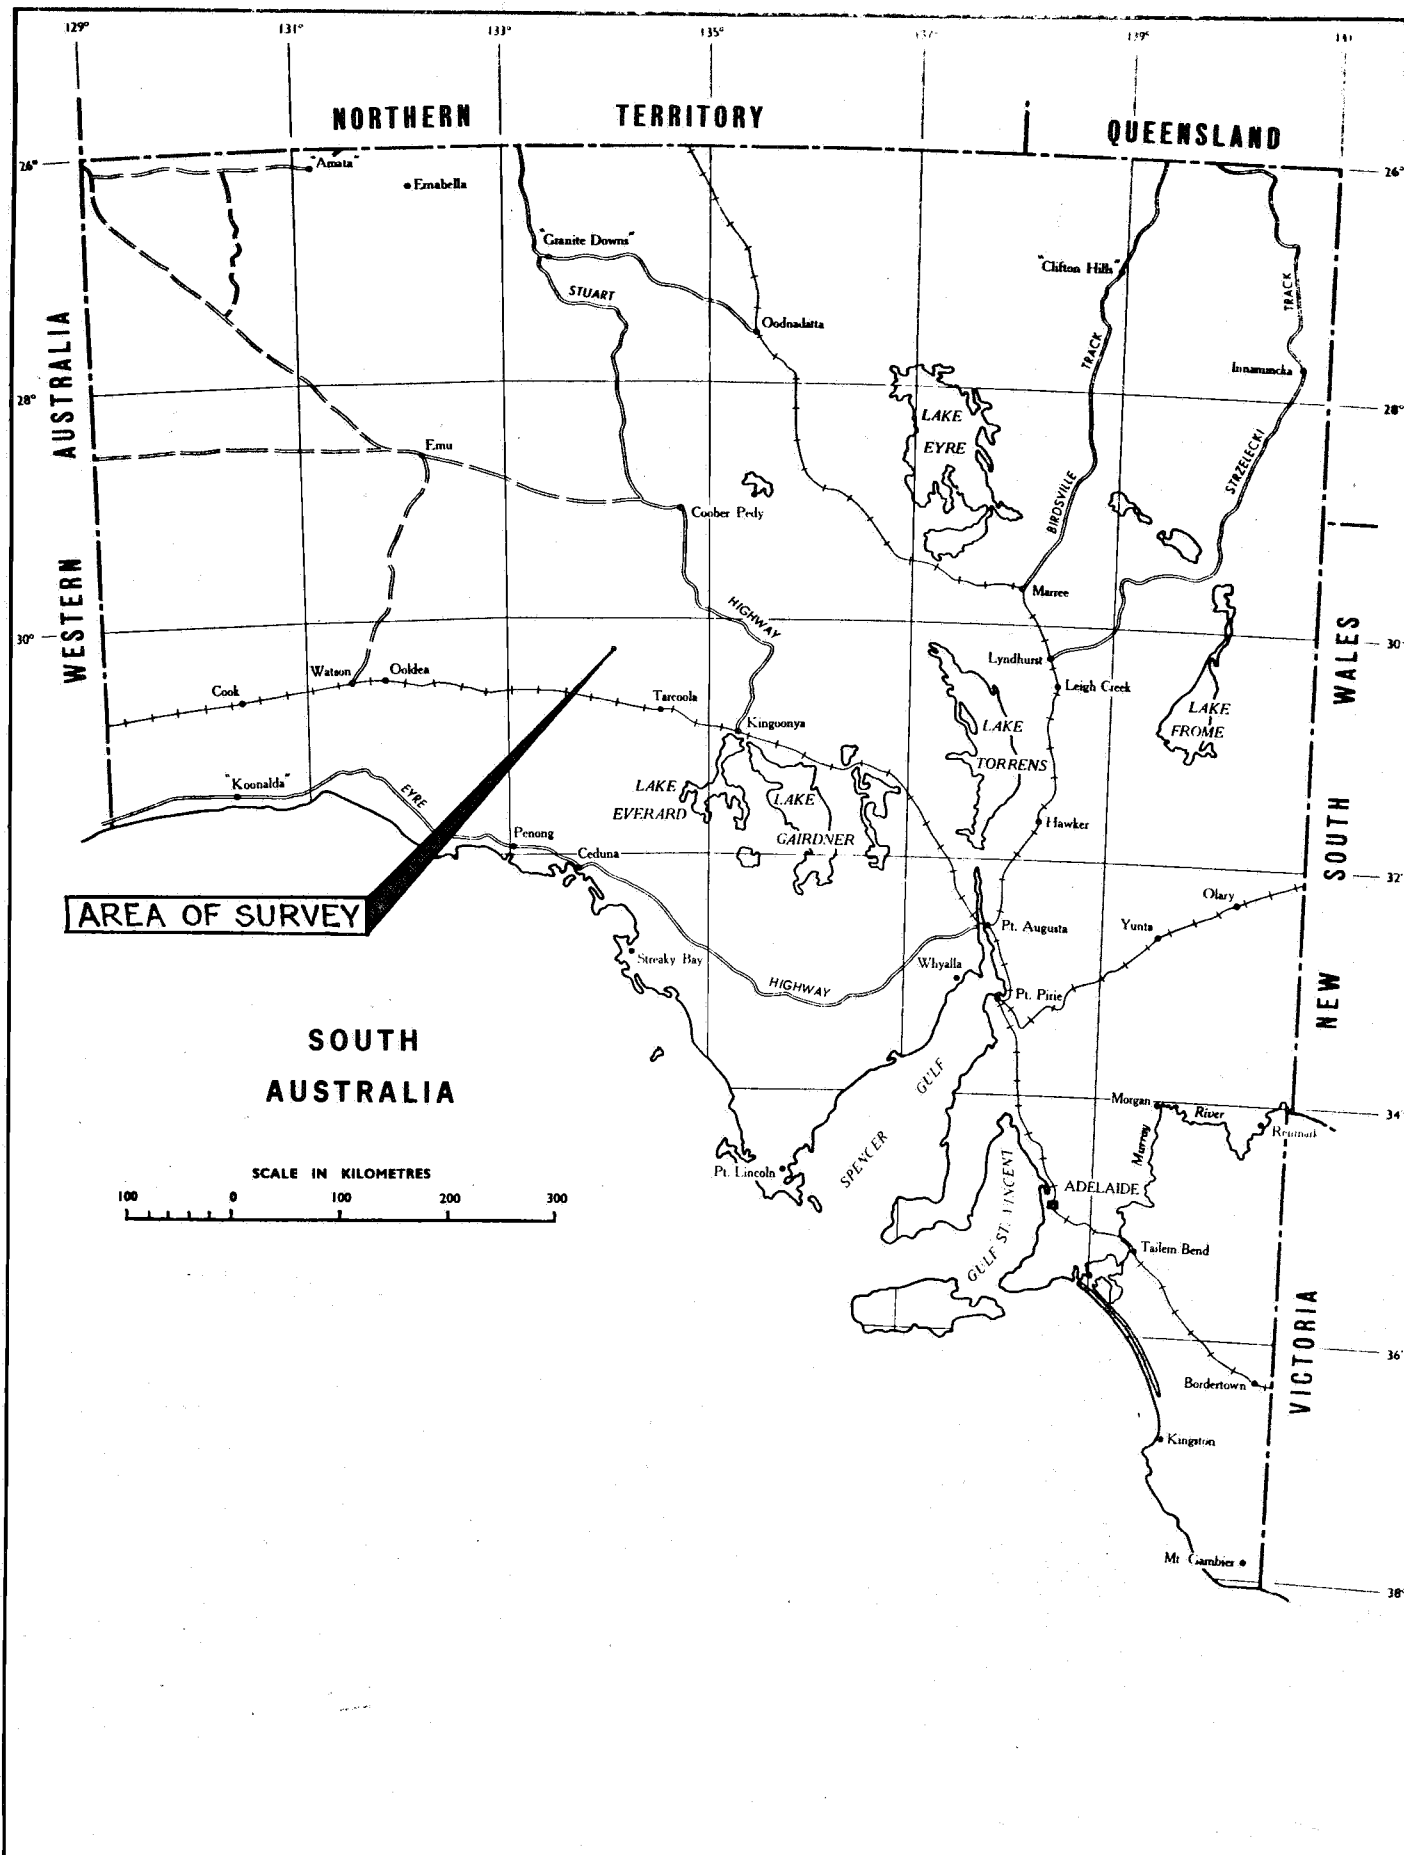 129° 131° 133° 135° 137° 139° 141
NORTHERN TERRITORY QUEENSLAND
26° 26°
"Amata"
Ernabella
"Granite Downs"
"Clifton Hills"
STUART
TRACK
Oodnadatta
TRACK
Innamincka
WESTERN AUSTRALIA
28° 28°
LAKE
EYRE
Emu
STRZELECKI
BIRDSVILLE
Coober Pedy
Marree
HIGHWAY
30° 30°
Lyndhurst
Watson Ooldea
Leigh Creek
Cook
Tarcoola
LAKE
FROME
Kingoonya
LAKE
TORRENS
"Koonalda"
EYRE
LAKE
EVERARD
LAKE
GAIRDNER
Hawker
Penong
Ceduna
NEW SOUTH WALES
32°
AREA OF SURVEY
Olary
Yunta
Pt. Augusta
Streaky Bay
Whyalla
HIGHWAY
Pt. Pirie
SOUTH
AUSTRALIA
SPENCER GULF
Morgan
River
34°
Renmark
Murray
SCALE IN KILOMETRES
100 0 100 200 300
Pt. Lincoln
GULF ST. VINCENT
ADELAIDE
Tailem Bend
VICTORIA
36°
Bordertown
Kingston
Mt Gambier
38°